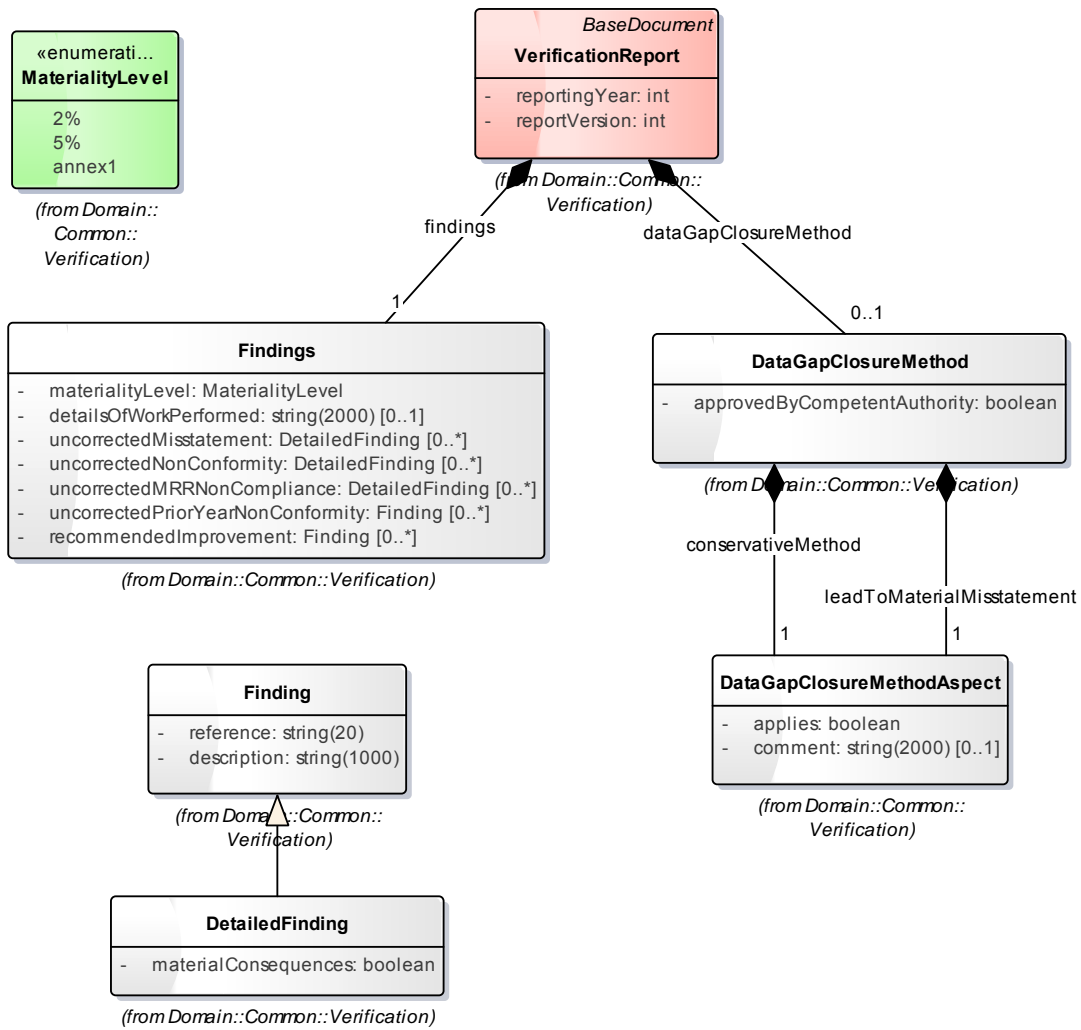 «enumerati...
MaterialityLevel
2%
5%
annex1
(from Domain::
Common::
Verification)
BaseDocument
VerificationReport
- reportingYear: int
- reportVersion: int
(from Domain::Common::
Verification)
findings
dataGapClosureMethod
1
0..1
Findings
- materialityLevel: MaterialityLevel
- detailsOfWorkPerformed: string(2000) [0..1]
- uncorrectedMisstatement: DetailedFinding [0..*]
- uncorrectedNonConformity: DetailedFinding [0..*]
- uncorrectedMRRNonCompliance: DetailedFinding [0..*]
- uncorrectedPriorYearNonConformity: Finding [0..*]
- recommendedImprovement: Finding [0..*]
(from Domain::Common::Verification)
DataGapClosureMethod
- approvedByCompetentAuthority: boolean
(from Domain::Common::Verification)
conservativeMethod
leadToMaterialMisstatement
1
1
DataGapClosureMethodAspect
- applies: boolean
- comment: string(2000) [0..1]
(from Domain::Common::
Verification)
Finding
- reference: string(20)
- description: string(1000)
(from Domain::Common::
Verification)
DetailedFinding
- materialConsequences: boolean
(from Domain::Common::Verification)